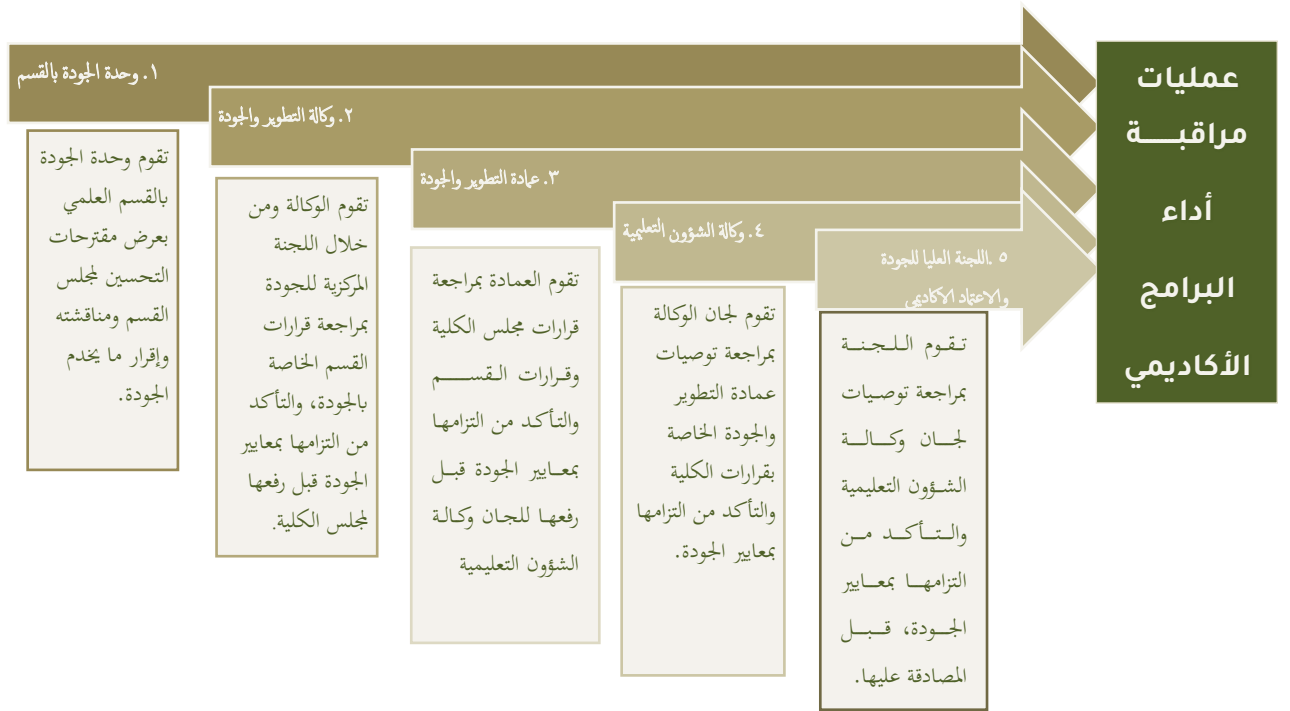 عمليات
مراقبة
أداء
البرامج
الأكاديمي
١. وحدة الجودة بالقسم
تقوم وحدة الجودة
بالقسم العلمي
بعرض مقترحات
التحسين لمجلس
القسم ومناقشته
وإقرار ما يخدم
الجودة.
٢. وكالة التطوير والجودة
تقوم الوكالة ومن
خلال اللجنة
المركزية للجودة
بمراجعة قرارات
القسم الخاصة
بالجودة، والتأكد
من التزامها بمعايير
الجودة قبل رفعها
لمجلس الكلية.
٣. عمادة التطوير والجودة
تقوم العمادة بمراجعة
قرارات مجلس الكلية
وقرارات القسم
والتأكد من التزامها
بمعايير الجودة قبل
رفعها للجان وكالة
الشؤون التعليمية
٤. وكالة الشؤون التعليمية
تقوم لجان الوكالة
بمراجعة توصيات
عمادة التطوير
والجودة الخاصة
بقرارات الكلية
والتأكد من التزامها
بمعايير الجودة.
٥ .اللجنة العليا للجودة
والاعتماد الاكاديمي
تقوم اللجنة
بمراجعة توصيات
لجان وكالة
الشؤون التعليمية
والتأكد من
التزامها بمعايير
الجودة، قبل
المصادقة عليها.